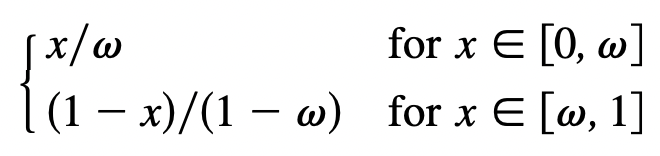 x/ω for x ∈ [0, ω]
(1 − x)/(1 − ω) for x ∈ [ω, 1]